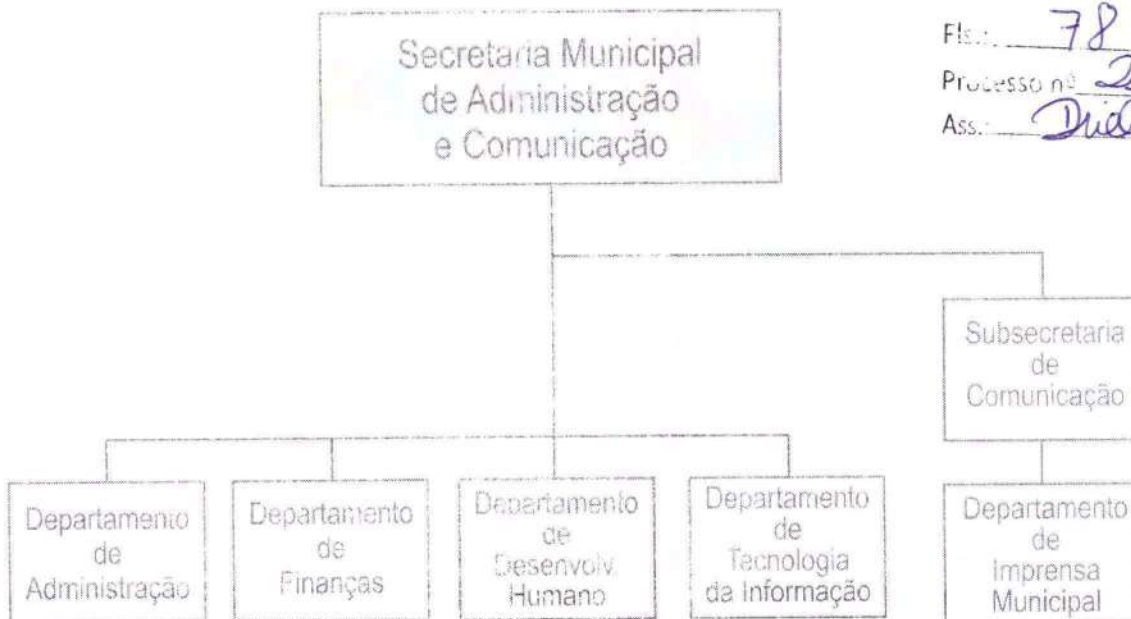 Fls.: 78
Processo nº
Ass.:
Secretaria Municipal
de Administração
e Comunicação
Subsecretaria
de
Comunicação
Departamento
de
Administração
Departamento
de
Finanças
Departamento
de
Desenvolv.
Humano
Departamento
de
Tecnologia
da Informação
Departamento
de
Imprensa
Municipal